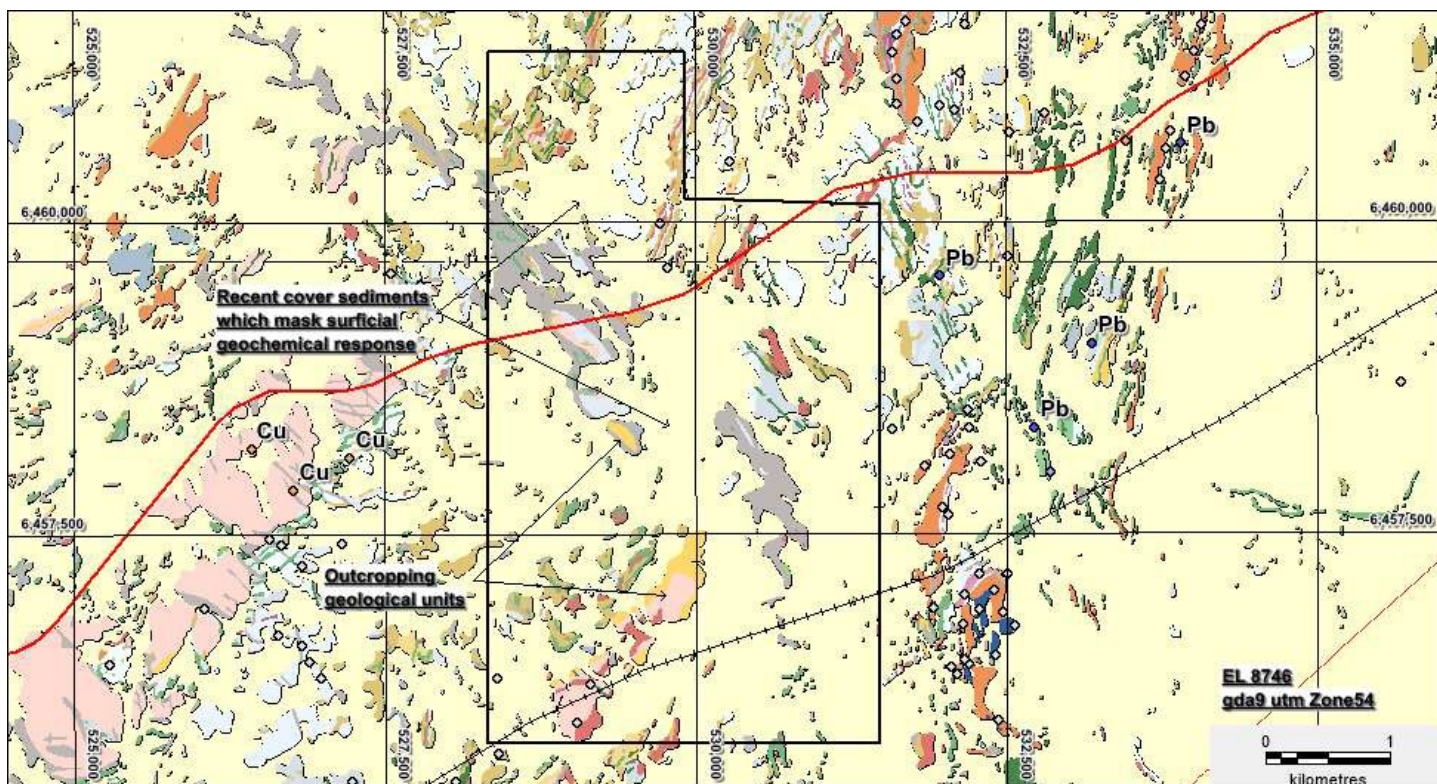 525,000
527,500
530,000
532,500
535,000
Pb
6,460,000
6,460,000
Pb
Recent cover sediments
which mask surficial
geochemical response
Pb
Cu
Cu
Pb
Cu
6,457,500
6,457,500
Outcropping
geological units
EL 8746
gda9 utm Zone54
525,000
527,500
530,000
532,500
0 1
kilometres